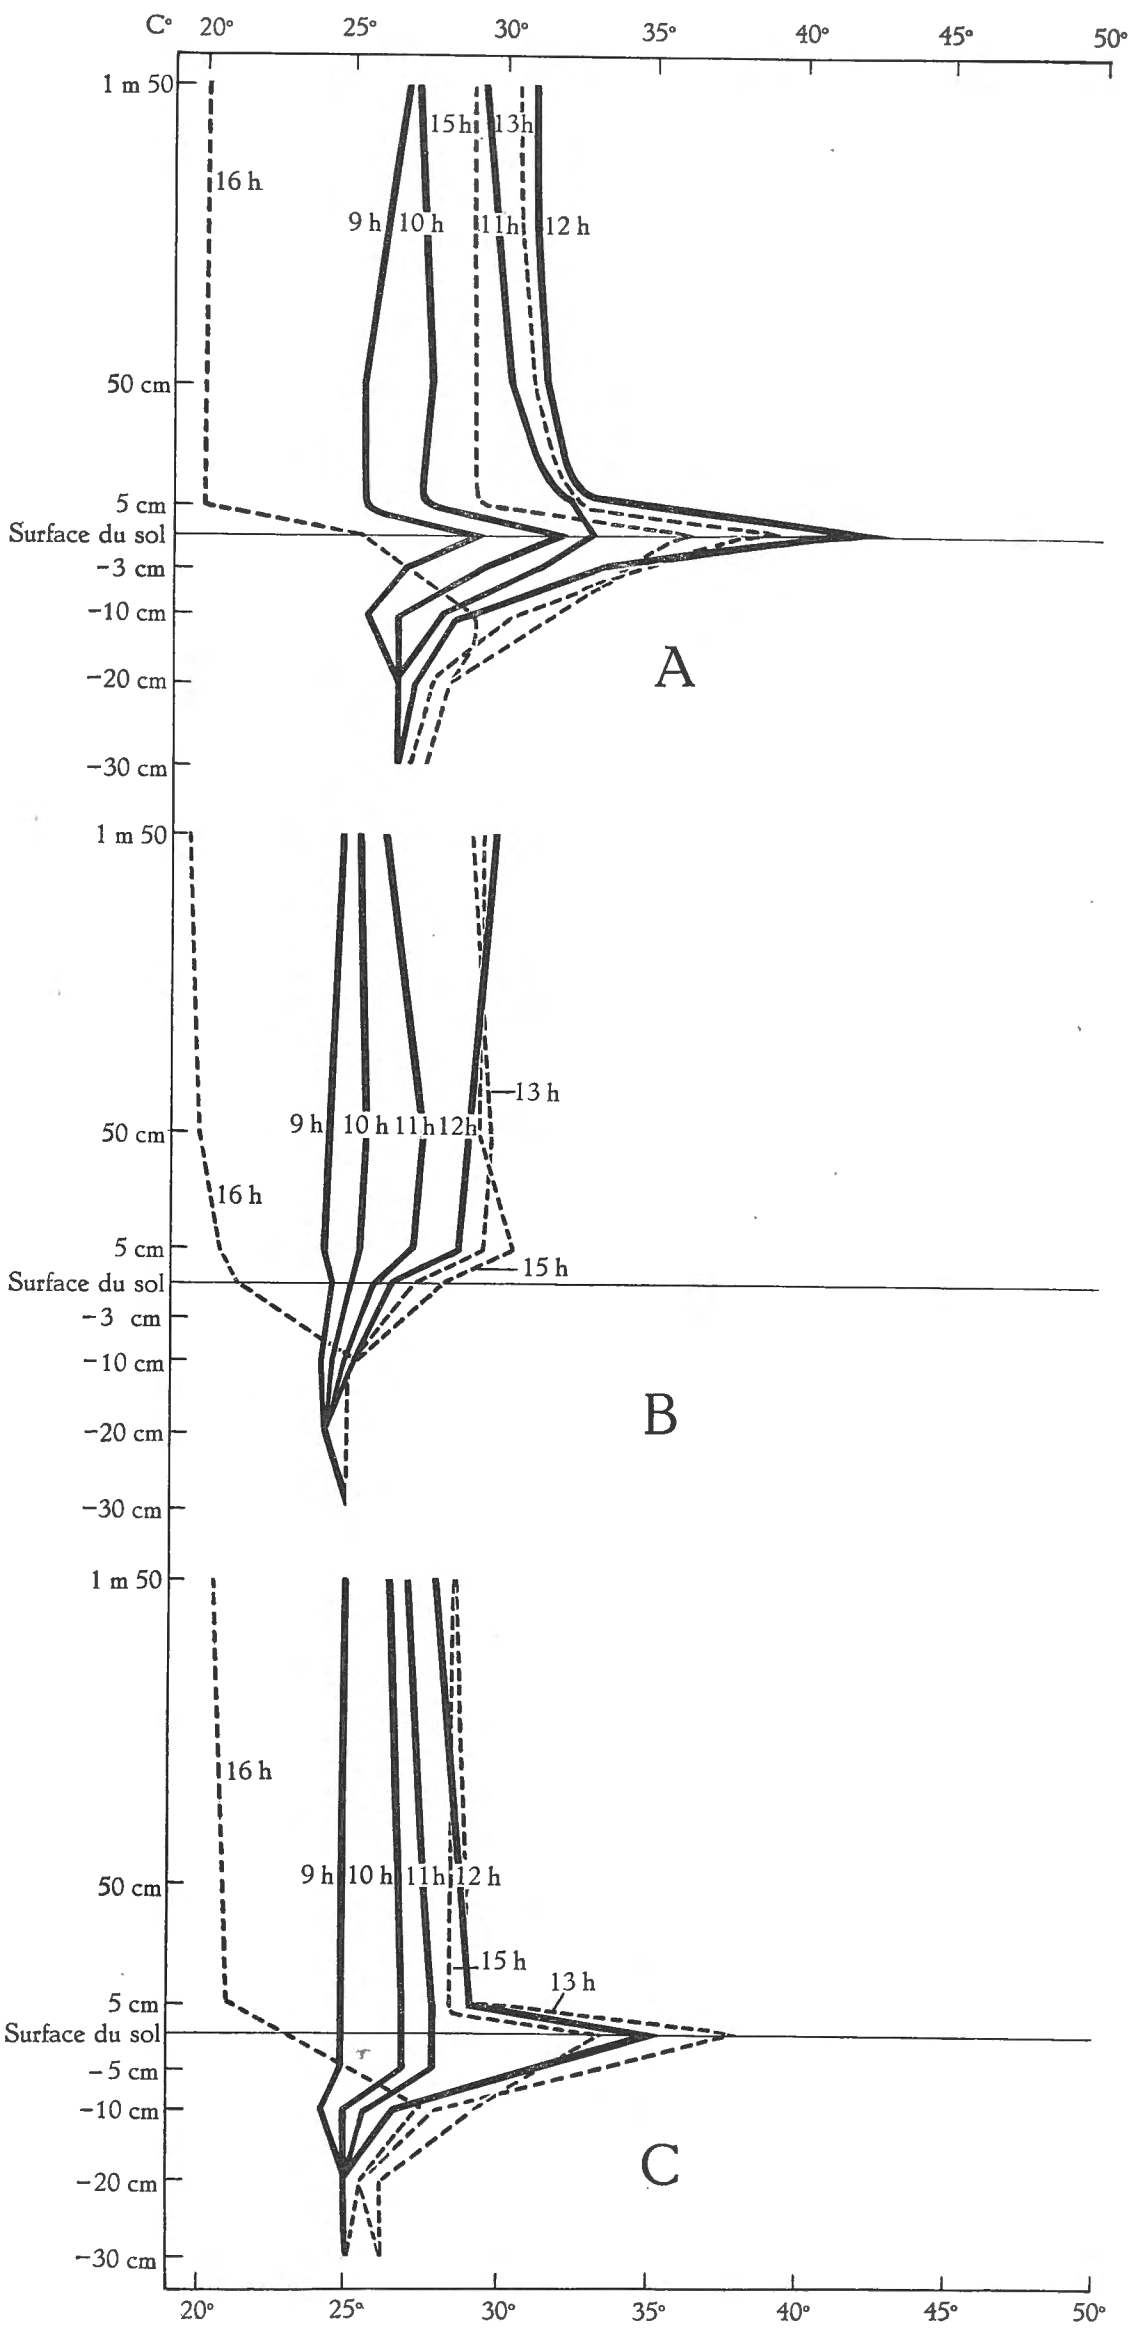 C° 20° 25° 30° 35° 40° 45° 50°
1 m 50
15 h 13h
16 h
9 h 10 h 11h 12 h
50 cm
5 cm
Surface du sol
-3 cm
-10 cm
A
-20 cm
-30 cm
1 m 50
13 h
9 h 10 h 11h 12h
50 cm
16 h
5 cm
15 h
Surface du sol
-3 cm
-10 cm
B
-20 cm
-30 cm
1 m 50
16 h
9 h 10 h 11h 12 h
50 cm
15 h
13 h
5 cm
Surface du sol
-5 cm
-10 cm
C
-20 cm
-30 cm
20° 25° 30° 35° 40° 45° 50°